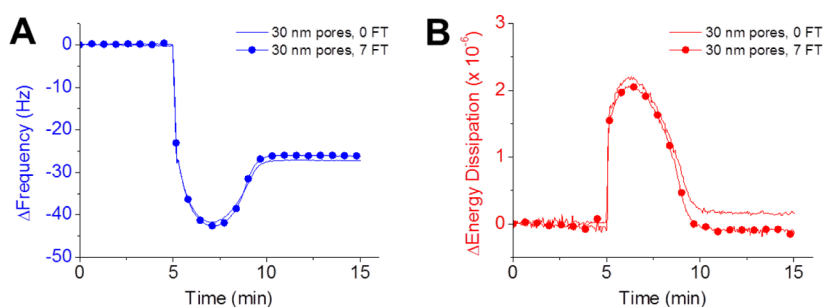 A
ΔFrequency (Hz)
0
-10
-20
-30
-40
-50
0
5
10
15
Time (min)
30 nm pores, 0 FT
30 nm pores, 7 FT
B
ΔEnergy Dissipation (x 10⁻⁶)
3
2
1
0
0
5
10
15
Time (min)
30 nm pores, 0 FT
30 nm pores, 7 FT